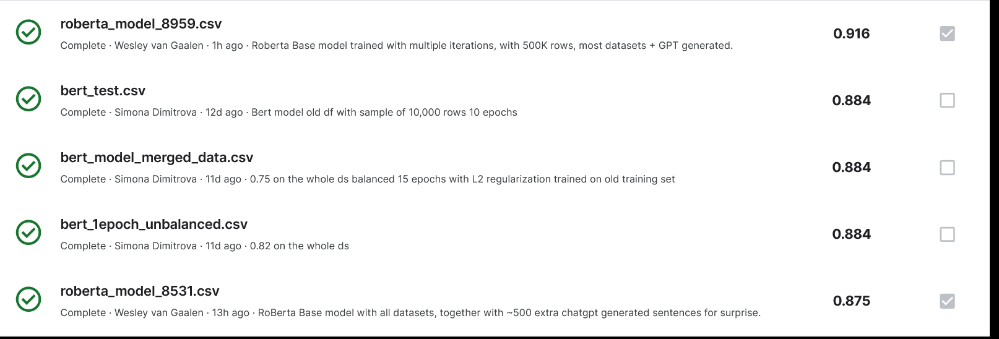 roberta_model_8959.csv
Complete · Wesley van Gaalen · 1h ago · Roberta Base model trained with multiple iterations, with 500K rows, most datasets + GPT generated.
0.916
bert_test.csv
Complete · Simona Dimitrova · 12d ago · Bert model old df with sample of 10,000 rows 10 epochs
0.884
bert_model_merged_data.csv
Complete · Simona Dimitrova · 11d ago · 0.75 on the whole ds balanced 15 epochs with L2 regularization trained on old training set
0.884
bert_1epoch_unbalanced.csv
Complete · Simona Dimitrova · 11d ago · 0.82 on the whole ds
0.884
roberta_model_8531.csv
Complete · Wesley van Gaalen · 13h ago · RoBerta Base model with all datasets, together with ~500 extra chatgpt generated sentences for surprise.
0.875